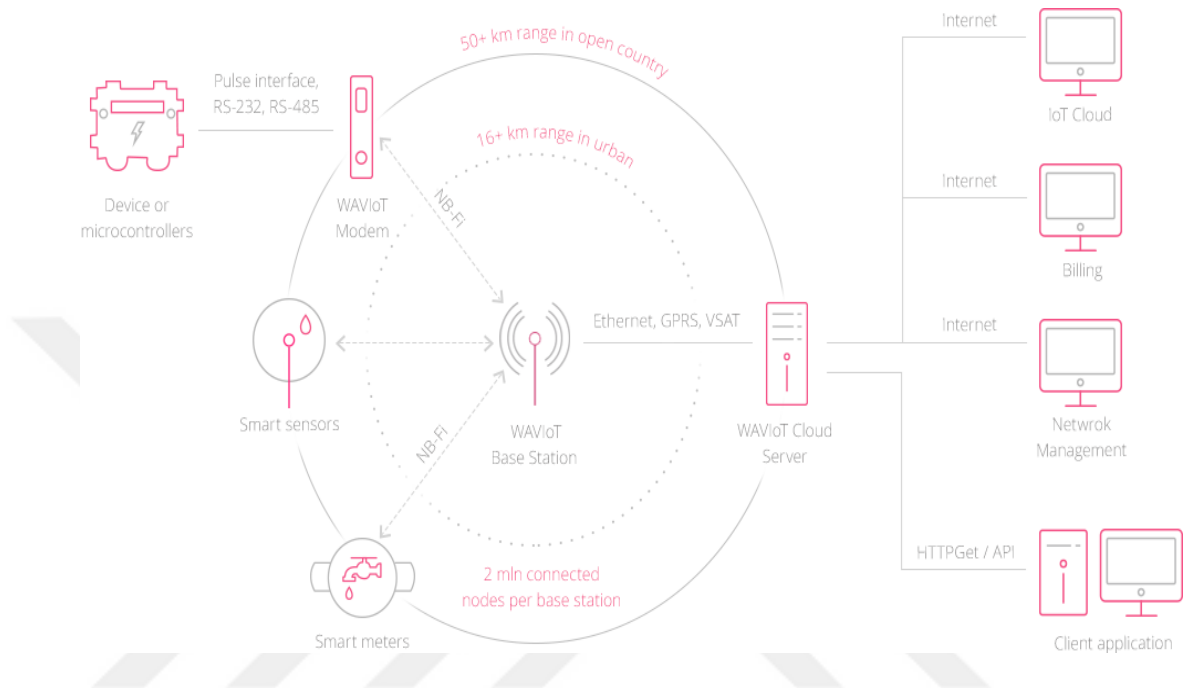 50+ km range in open country
Internet
Pulse interface,
RS-232, RS-485
IoT Cloud
16+ km range in urban
Internet
NB-Fi
Device or
microcontrollers
WAVIoT
Modem
Billing
Ethernet, GPRS, VSAT
Internet
Smart sensors
NB-Fi
WAVIoT
Base Station
WAVIoT Cloud
Server
Netwrok
Management
HTTPGet / API
2 mln connected
nodes per base station
Smart meters
Client application